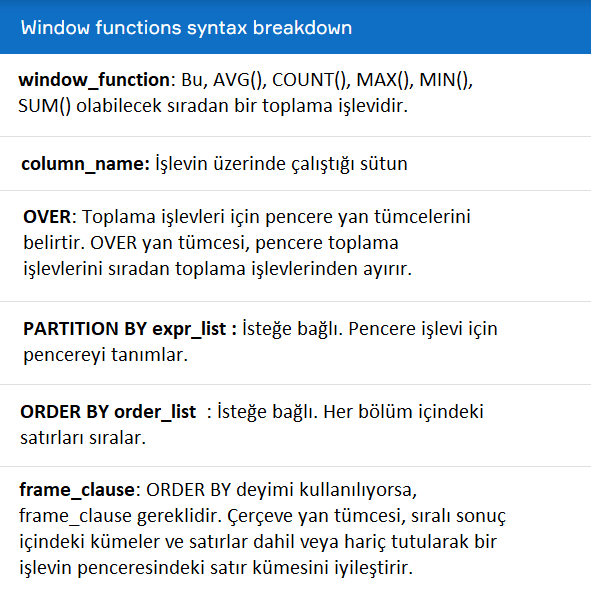 Window functions syntax breakdown
window_function: Bu, AVG(), COUNT(), MAX(), MIN(),
SUM() olabilecek sıradan bir toplama işlevidir.
column_name: İşlevin üzerinde çalıştığı sütun
OVER: Toplama işlevleri için pencere yan tümcelerini
belirtir. OVER yan tümcesi, pencere toplama
işlevlerini sıradan toplama işlevlerinden ayırır.
PARTITION BY expr_list : İsteğe bağlı. Pencere işlevi için
pencereyi tanımlar.
ORDER BY order_list : İsteğe bağlı. Her bölüm içindeki
satırları sıralar.
frame_clause: ORDER BY deyimi kullanılıyorsa,
frame_clause gereklidir. Çerçeve yan tümcesi, sıralı sonuç
içindeki kümeler ve satırlar dahil veya hariç tutularak bir
işlevin penceresindeki satır kümesini iyileştirir.